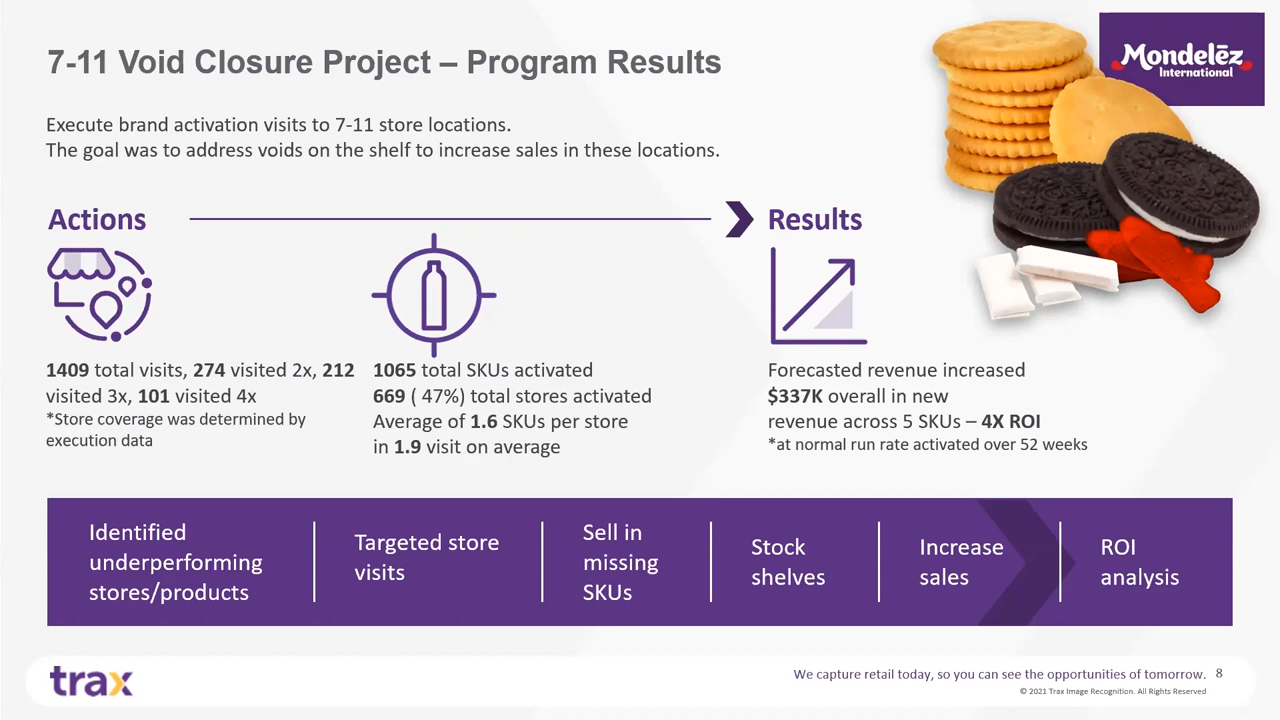 7-11 Void Closure Project – Program Results
Mondelēz
International
Execute brand activation visits to 7-11 store locations.
The goal was to address voids on the shelf to increase sales in these locations.
Actions
Results
1409 total visits, 274 visited 2x, 212
visited 3x, 101 visited 4x
*Store coverage was determined by
execution data
1065 total SKUs activated
669 ( 47%) total stores activated
Average of 1.6 SKUs per store
in 1.9 visit on average
Forecasted revenue increased
$337K overall in new
revenue across 5 SKUs – 4X ROI
*at normal run rate activated over 52 weeks
Identified
underperforming
stores/products
Targeted store
visits
Sell in
missing
SKUs
Stock
shelves
Increase
sales
ROI
analysis
trax
We capture retail today, so you can see the opportunities of tomorrow. 8
© 2021 Trax Image Recognition. All Rights Reserved